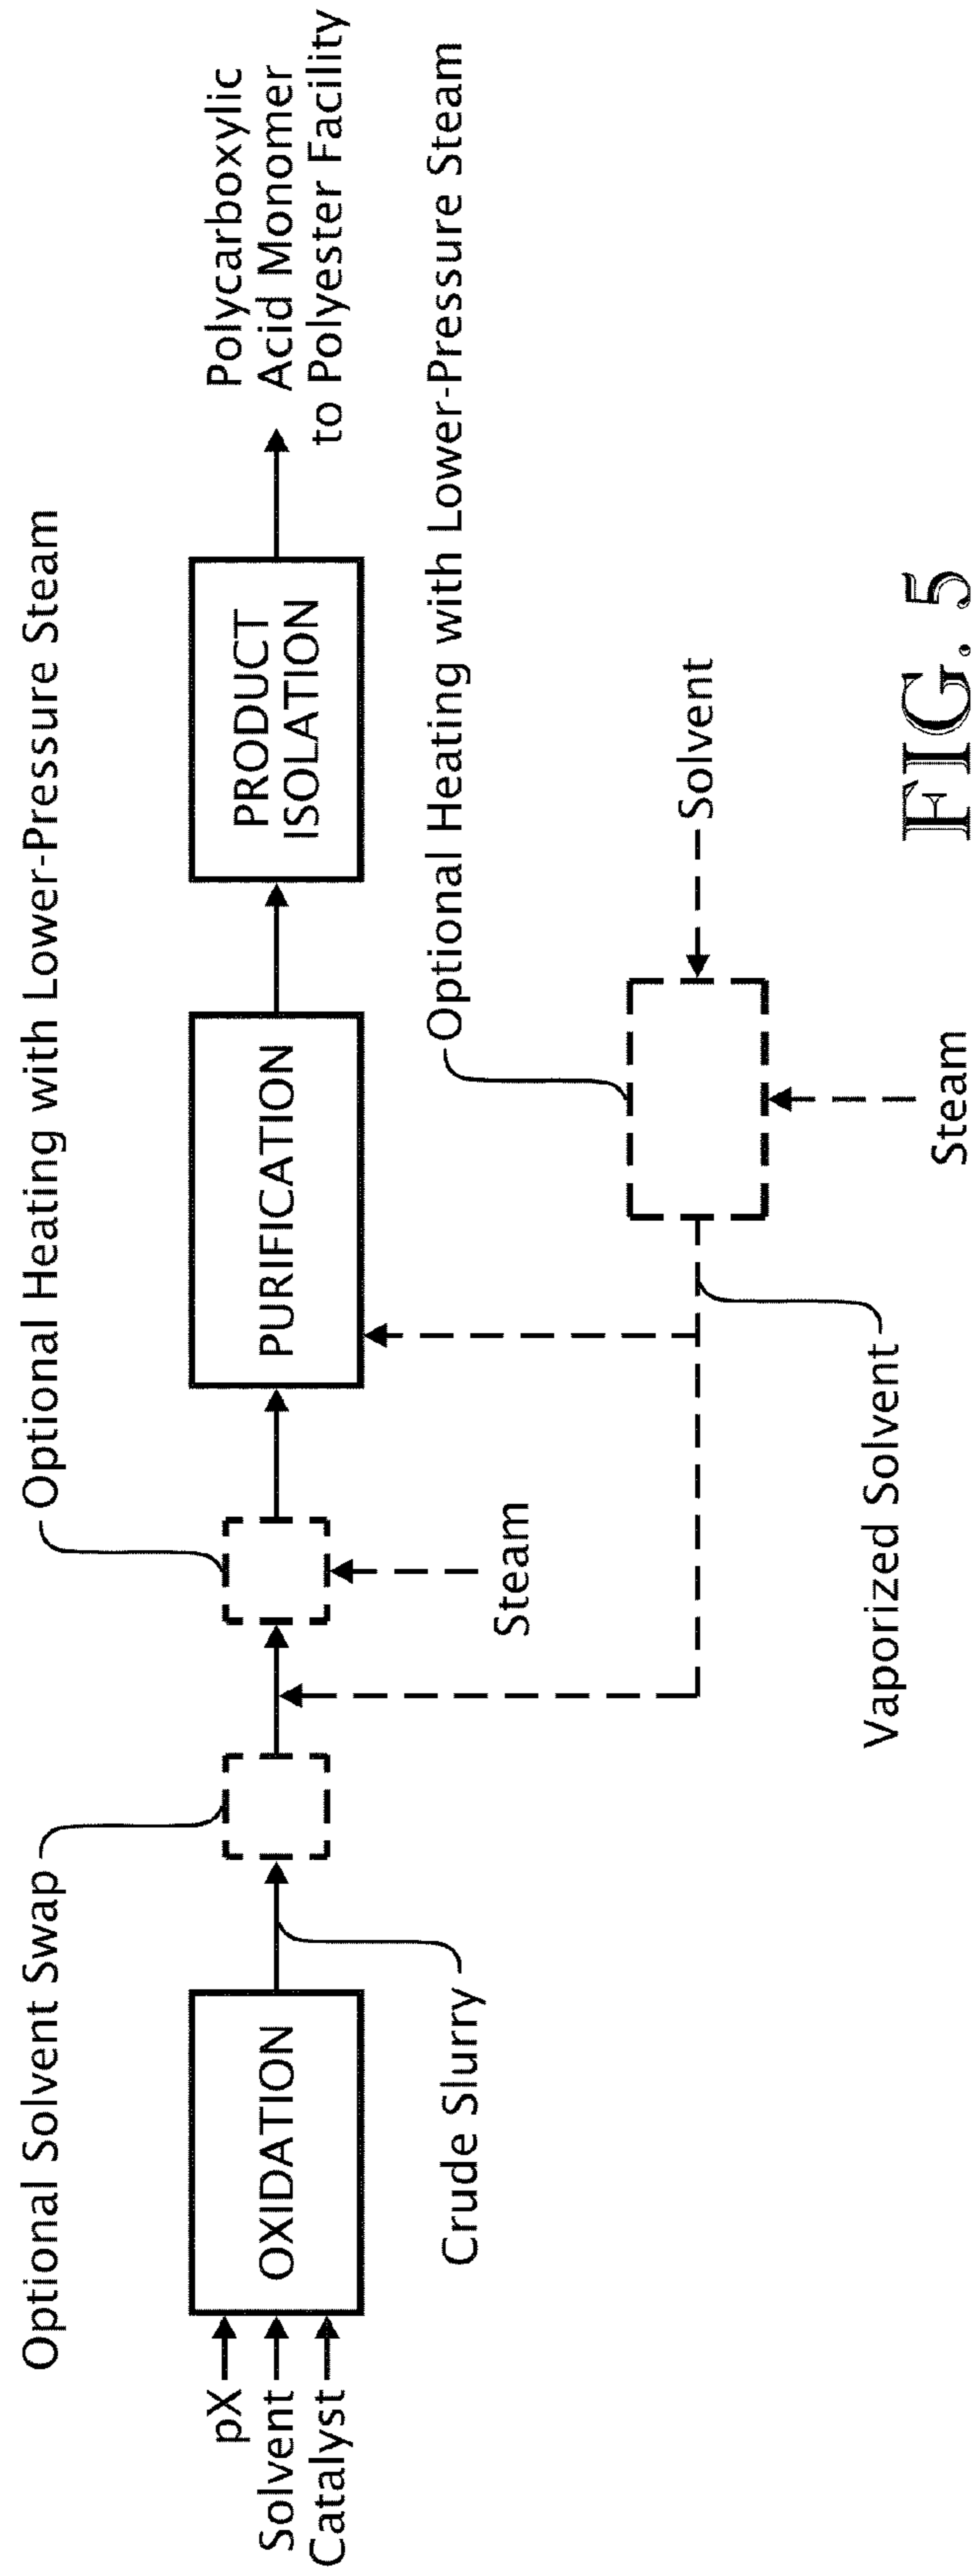 Optional Solvent Swap
Optional Heating with Lower-Pressure Steam
pX
Solvent
Catalyst
OXIDATION
PURIFICATION
PRODUCT
ISOLATION
Polycarboxylic
Acid Monomer
to Polyester Facility
Crude Slurry
Steam
Optional Heating with Lower-Pressure Steam
Solvent
Vaporized Solvent
Steam
FIG. 5